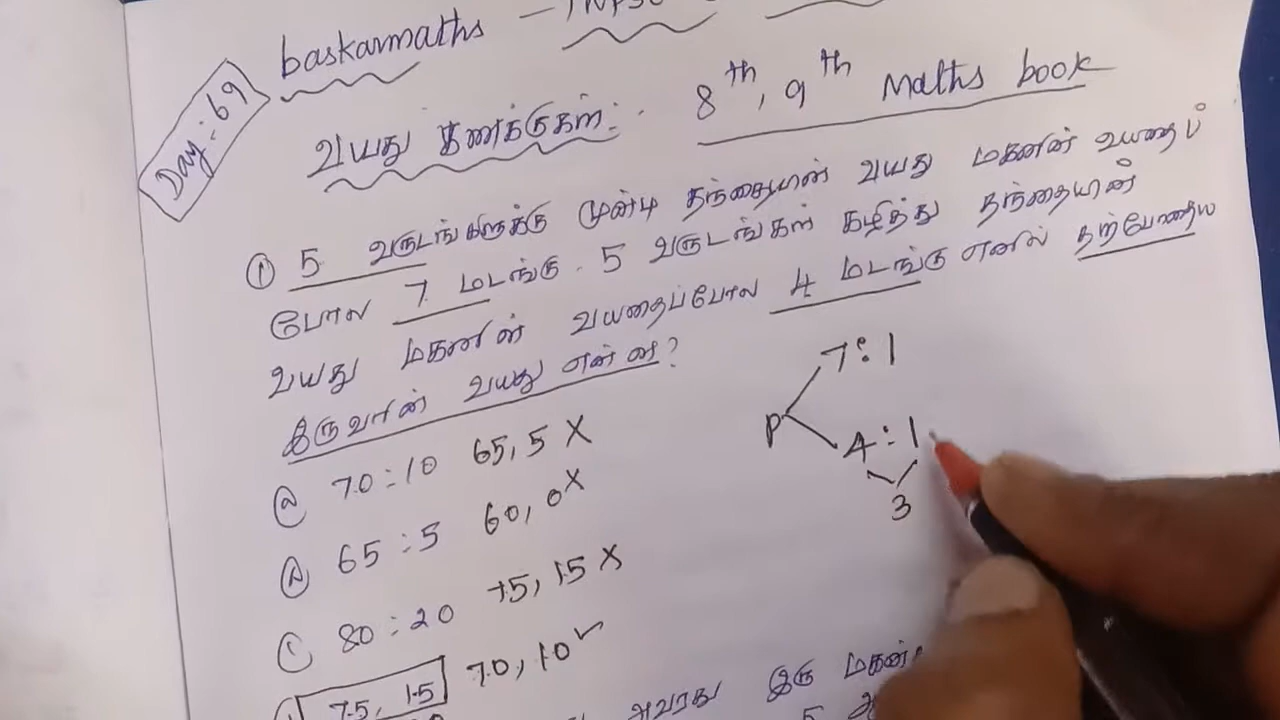 baskarmaths - TNPSC
Day: 69
வயது கணக்குகள்: 8th, 9th Maths book
① 5 வருடங்களுக்கு முன்பு தந்தையின் வயது மகனின் வயதைப்
போல 7 மடங்கு. 5 வருடங்கள் கழித்து தந்தையின்
வயது மகனின் வயதைப்போல 4 மடங்கு எனில் தற்போதைய
இருவரின் வயது என்ன?
7:1
P
4:1
3
70:10 65,5 X
65:5 60,0 X
Ⓒ 80:20 75,15 X
75, 15 70,10 ✓
அவரது இரு
5